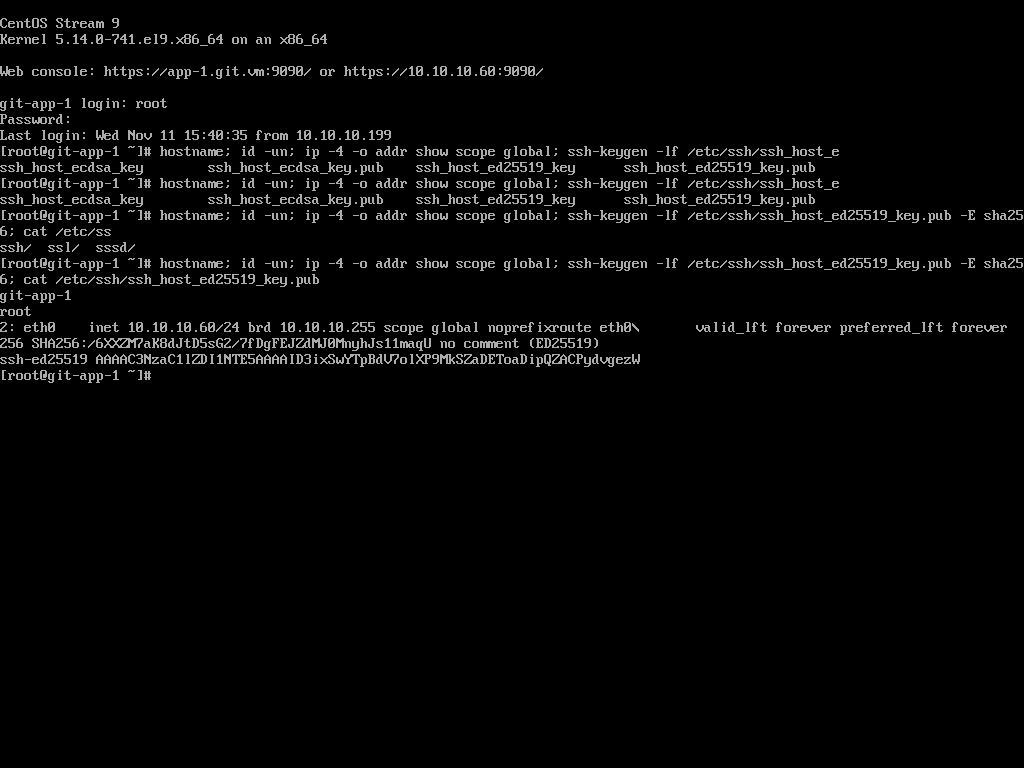 CentOS Stream 9
Kernel 5.14.0-741.el9.x86_64 on an x86_64
Web console: https://app-1.git.vm:9090/ or https://10.10.10.60:9090/
git-app-1 login: root
Password:
Last login: Wed Nov 11 15:40:35 from 10.10.10.199
[root@git-app-1 ~]# hostname; id -un; ip -4 -o addr show scope global; ssh-keygen -lf /etc/ssh/ssh_host_e
ssh_host_ecdsa_key        ssh_host_ecdsa_key.pub    ssh_host_ed25519_key      ssh_host_ed25519_key.pub
[root@git-app-1 ~]# hostname; id -un; ip -4 -o addr show scope global; ssh-keygen -lf /etc/ssh/ssh_host_e
ssh_host_ecdsa_key        ssh_host_ecdsa_key.pub    ssh_host_ed25519_key      ssh_host_ed25519_key.pub
[root@git-app-1 ~]# hostname; id -un; ip -4 -o addr show scope global; ssh-keygen -lf /etc/ssh/ssh_host_ed25519_key.pub -E sha25
6; cat /etc/ss
ssh/  ssl/  sssd/
[root@git-app-1 ~]# hostname; id -un; ip -4 -o addr show scope global; ssh-keygen -lf /etc/ssh/ssh_host_ed25519_key.pub -E sha25
6; cat /etc/ssh/ssh_host_ed25519_key.pub
git-app-1
root
2: eth0    inet 10.10.10.60/24 brd 10.10.10.255 scope global noprefixroute eth0\       valid_lft forever preferred_lft forever
256 SHA256:/6XXZM7aK8dJtD5sG2/7fDgFEJZdMJ0MnyhJs11maqU no comment (ED25519)
ssh-ed25519 AAAAC3NzaC1lZDI1NTE5AAAAID3ixSwYTpBdV7olXP9MkSZaDEToaDipQZACPydvgezW
[root@git-app-1 ~]#